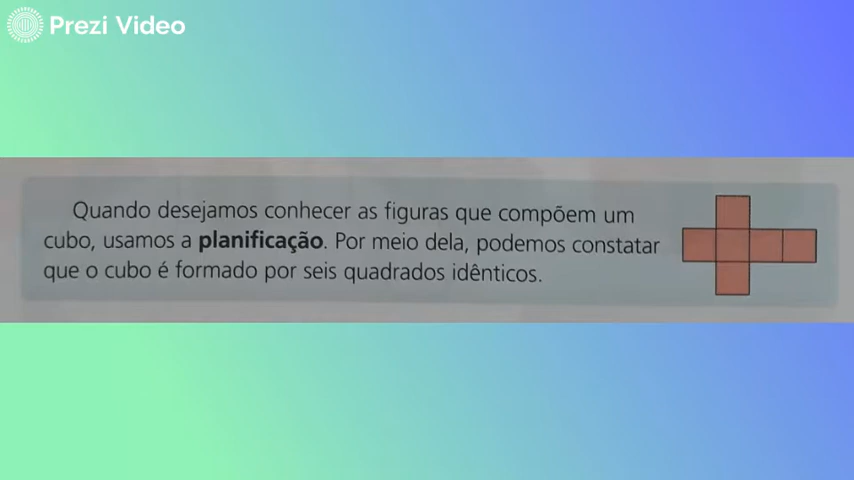 Prezi Video
Quando desejamos conhecer as figuras que compõem um
cubo, usamos a planificação. Por meio dela, podemos constatar
que o cubo é formado por seis quadrados idênticos.